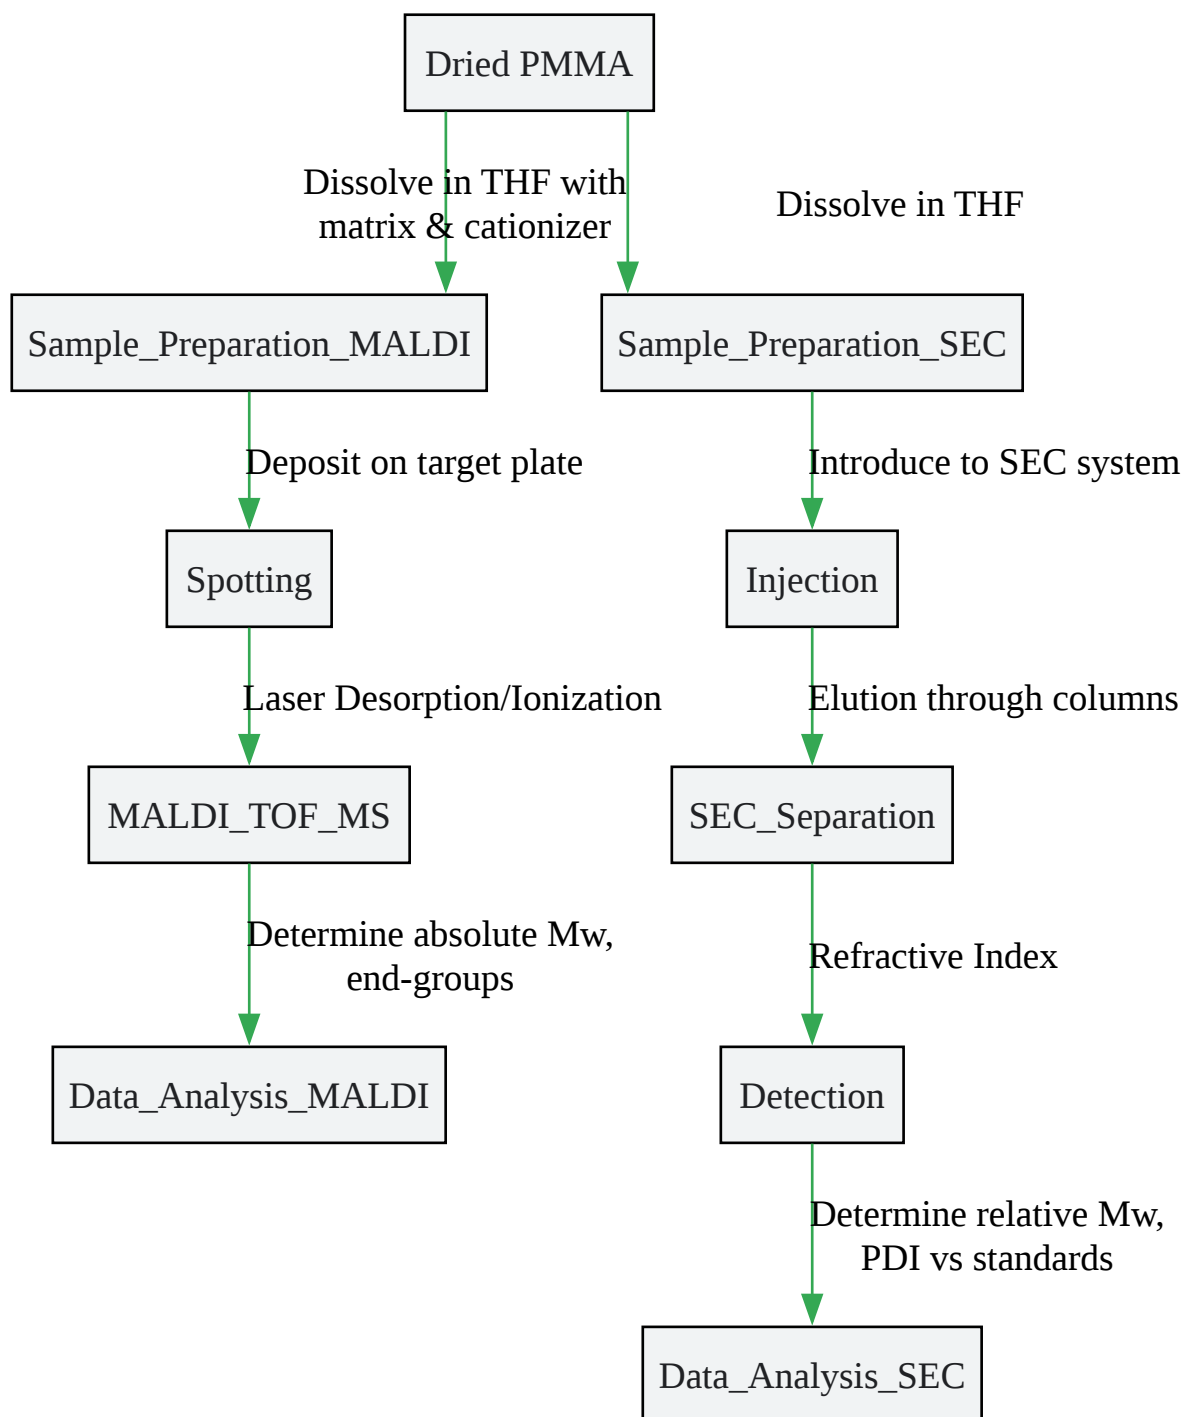 Dried PMMA
Dissolve in THF with
matrix & cationizer
Dissolve in THF
Sample_Preparation_MALDI
Sample_Preparation_SEC
Deposit on target plate
Introduce to SEC system
Spotting
Injection
Laser Desorption/Ionization
Elution through columns
MALDI_TOF_MS
SEC_Separation
Determine absolute Mw,
end-groups
Refractive Index
Data_Analysis_MALDI
Detection
Determine relative Mw,
PDI vs standards
Data_Analysis_SEC